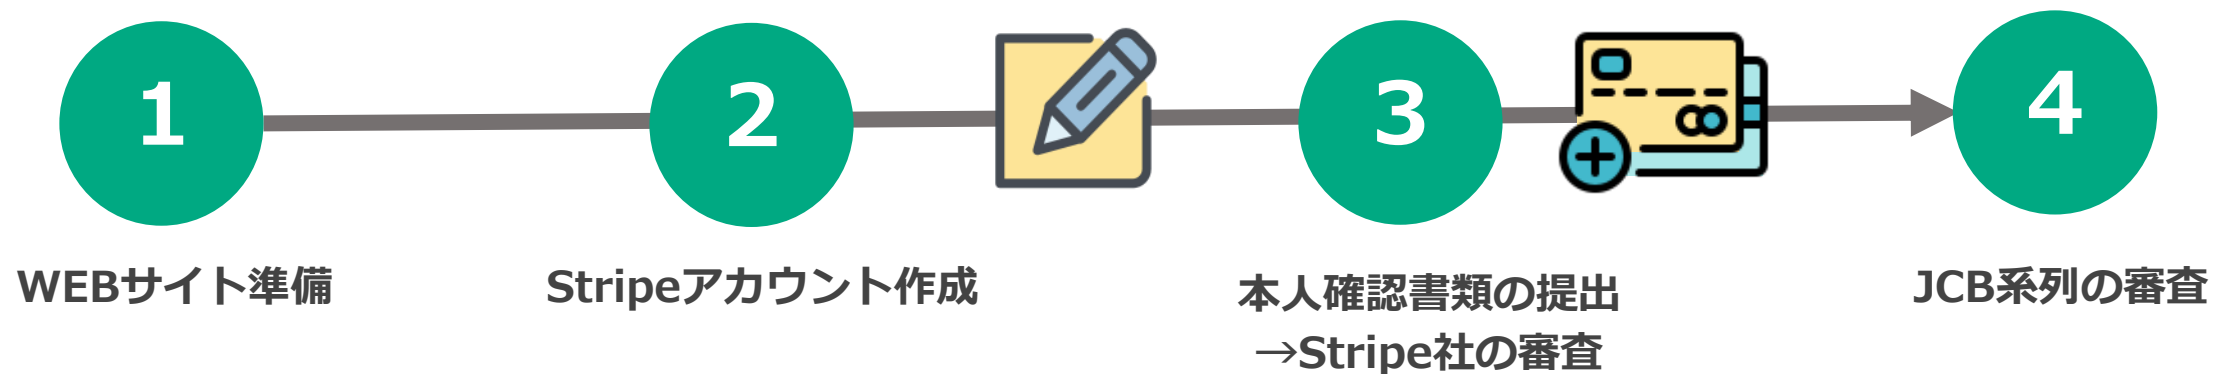 1
2
3
4
WEBサイト準備
Stripeアカウント作成
本人確認書類の提出
→Stripe社の審査
JCB系列の審査